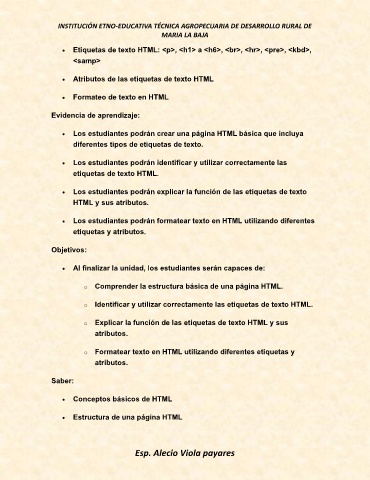 INSTITUCIÓN ETNO-EDUCATIVA TÉCNICA AGROPECUARIA DE DESARROLLO RURAL DE
MARIA LA BAJA
• Etiquetas de texto HTML: <p>, <h1> a <h6>, <br>, <hr>, <pre>, <kbd>,
<samp>
• Atributos de las etiquetas de texto HTML
• Formateo de texto en HTML
Evidencia de aprendizaje:
• Los estudiantes podrán crear una página HTML básica que incluya
diferentes tipos de etiquetas de texto.
• Los estudiantes podrán identificar y utilizar correctamente las
etiquetas de texto HTML.
• Los estudiantes podrán explicar la función de las etiquetas de texto
HTML y sus atributos.
• Los estudiantes podrán formatear texto en HTML utilizando diferentes
etiquetas y atributos.
Objetivos:
• Al finalizar la unidad, los estudiantes serán capaces de:
o Comprender la estructura básica de una página HTML.
o Identificar y utilizar correctamente las etiquetas de texto HTML.
o Explicar la función de las etiquetas de texto HTML y sus
atributos.
o Formatear texto en HTML utilizando diferentes etiquetas y
atributos.
Saber:
• Conceptos básicos de HTML
• Estructura de una página HTML
Esp. Alecio Viola payares